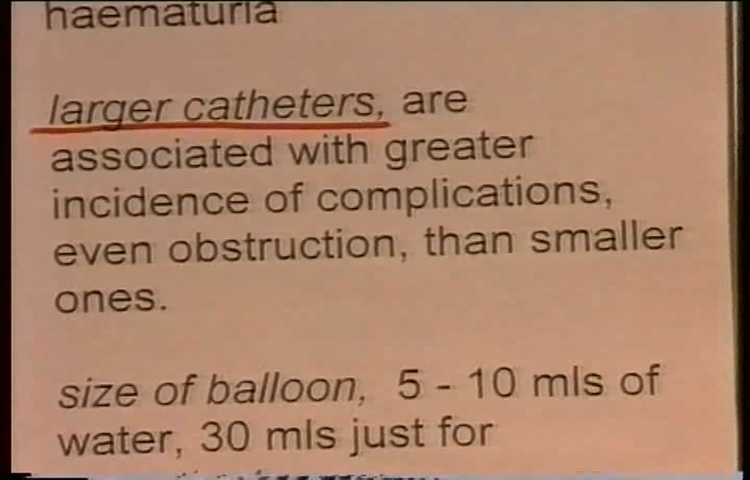 haematuria
larger catheters, are
associated with greater
incidence of complications,
even obstruction, than smaller
ones.
size of balloon, 5 - 10 mls of
water, 30 mls just for